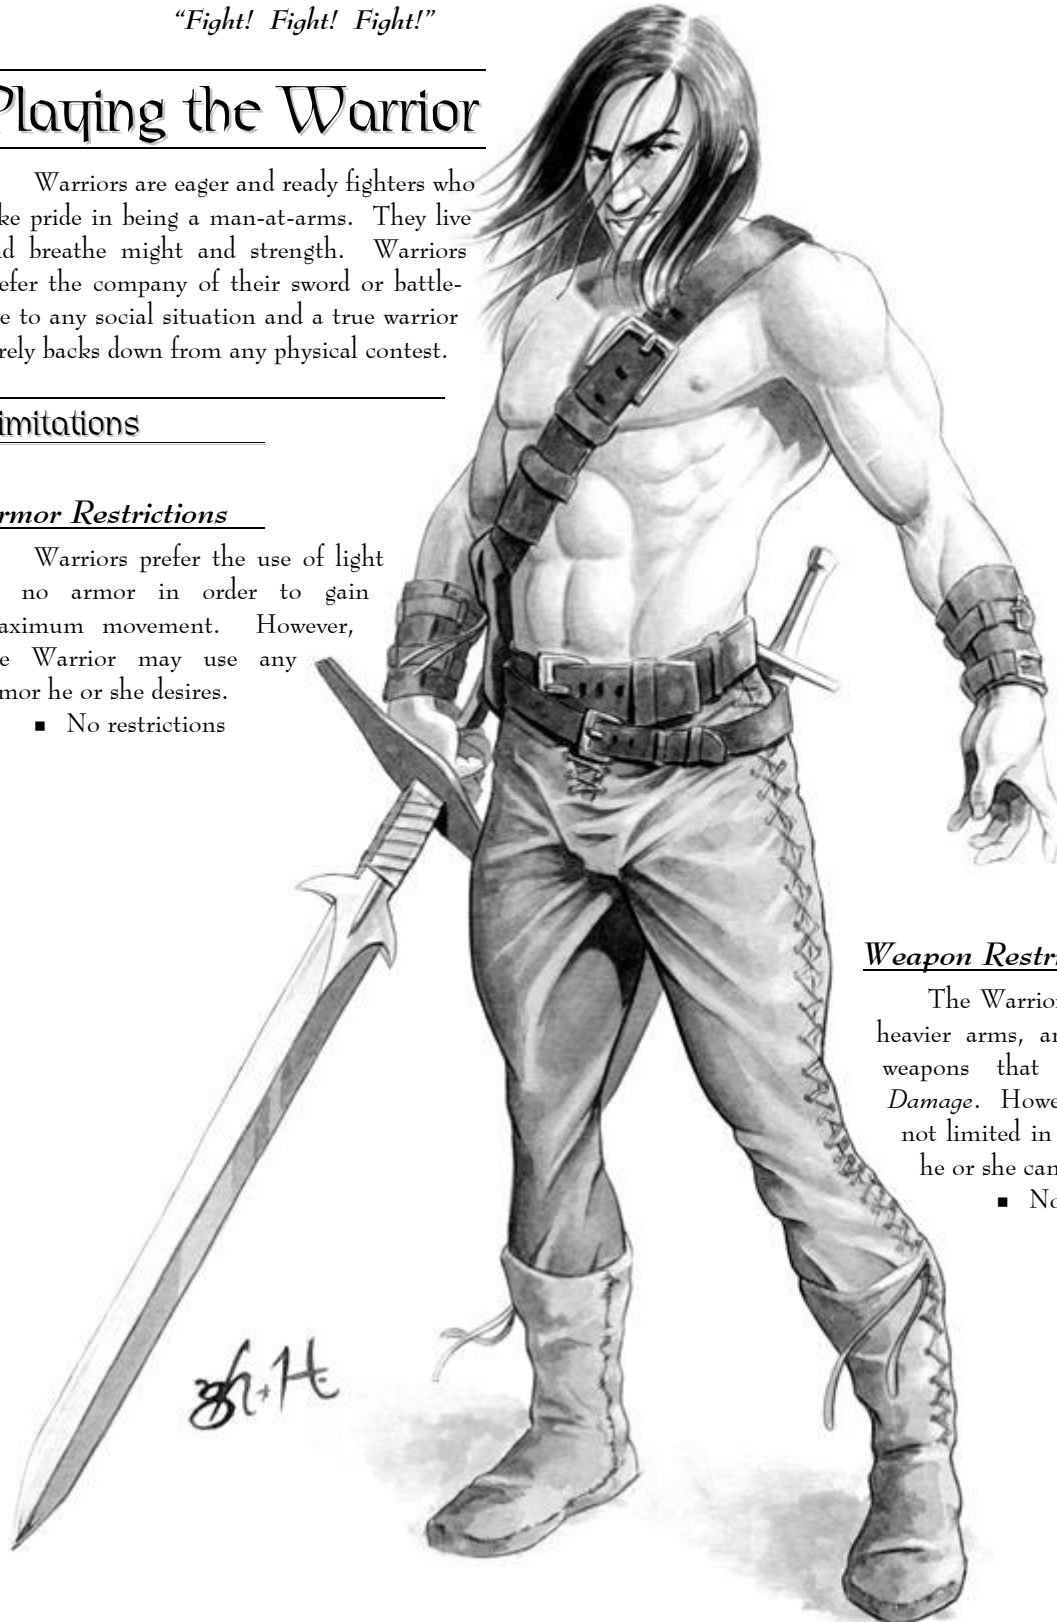 “Fight! Fight! Fight!”
Playing the Warrior
Warriors are eager and ready fighters who
ke pride in being a man-at-arms. They live
nd breathe might and strength. Warriors
efer the company of their sword or battle-
e to any social situation and a true warrior
rely backs down from any physical contest.
imitations
rmor Restrictions
Warriors prefer the use of light
no armor in order to gain
aximum movement. However,
e Warrior may use any
mor he or she desires.
■ No restrictions
Weapon Restri
The Warrior
heavier arms, an
weapons that
Damage. Howe
not limited in
he or she can
■ No